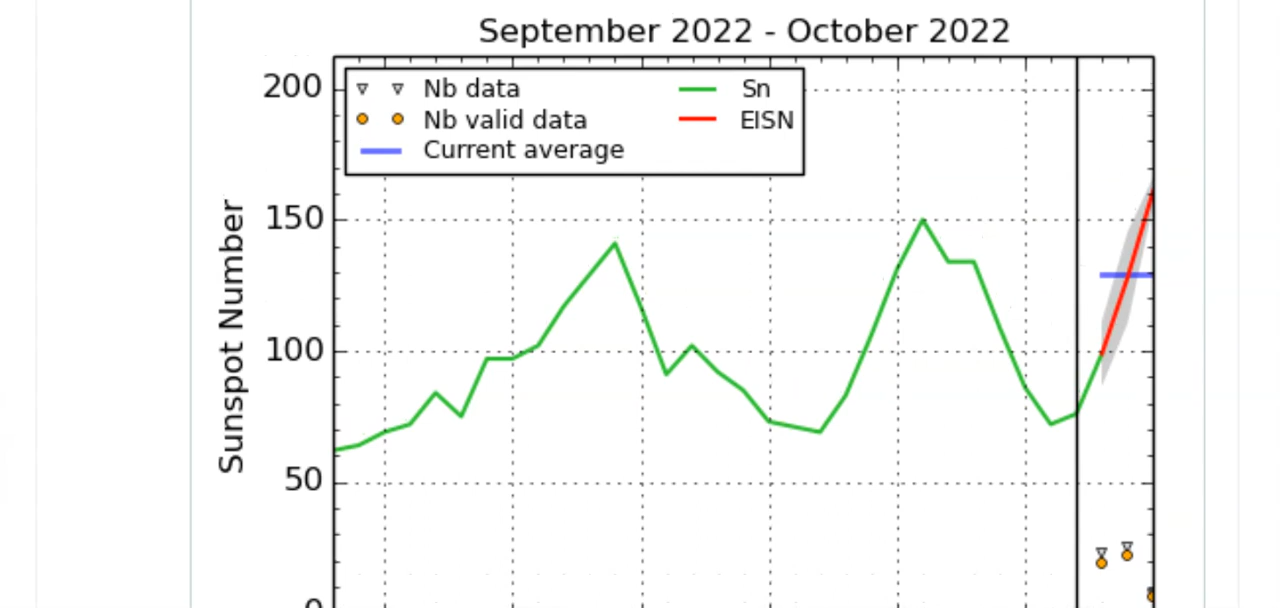 September 2022 - October 2022
200
Nb data
Sn
Nb valid data
EISN
Current average
150
Sunspot Number
100
50
0